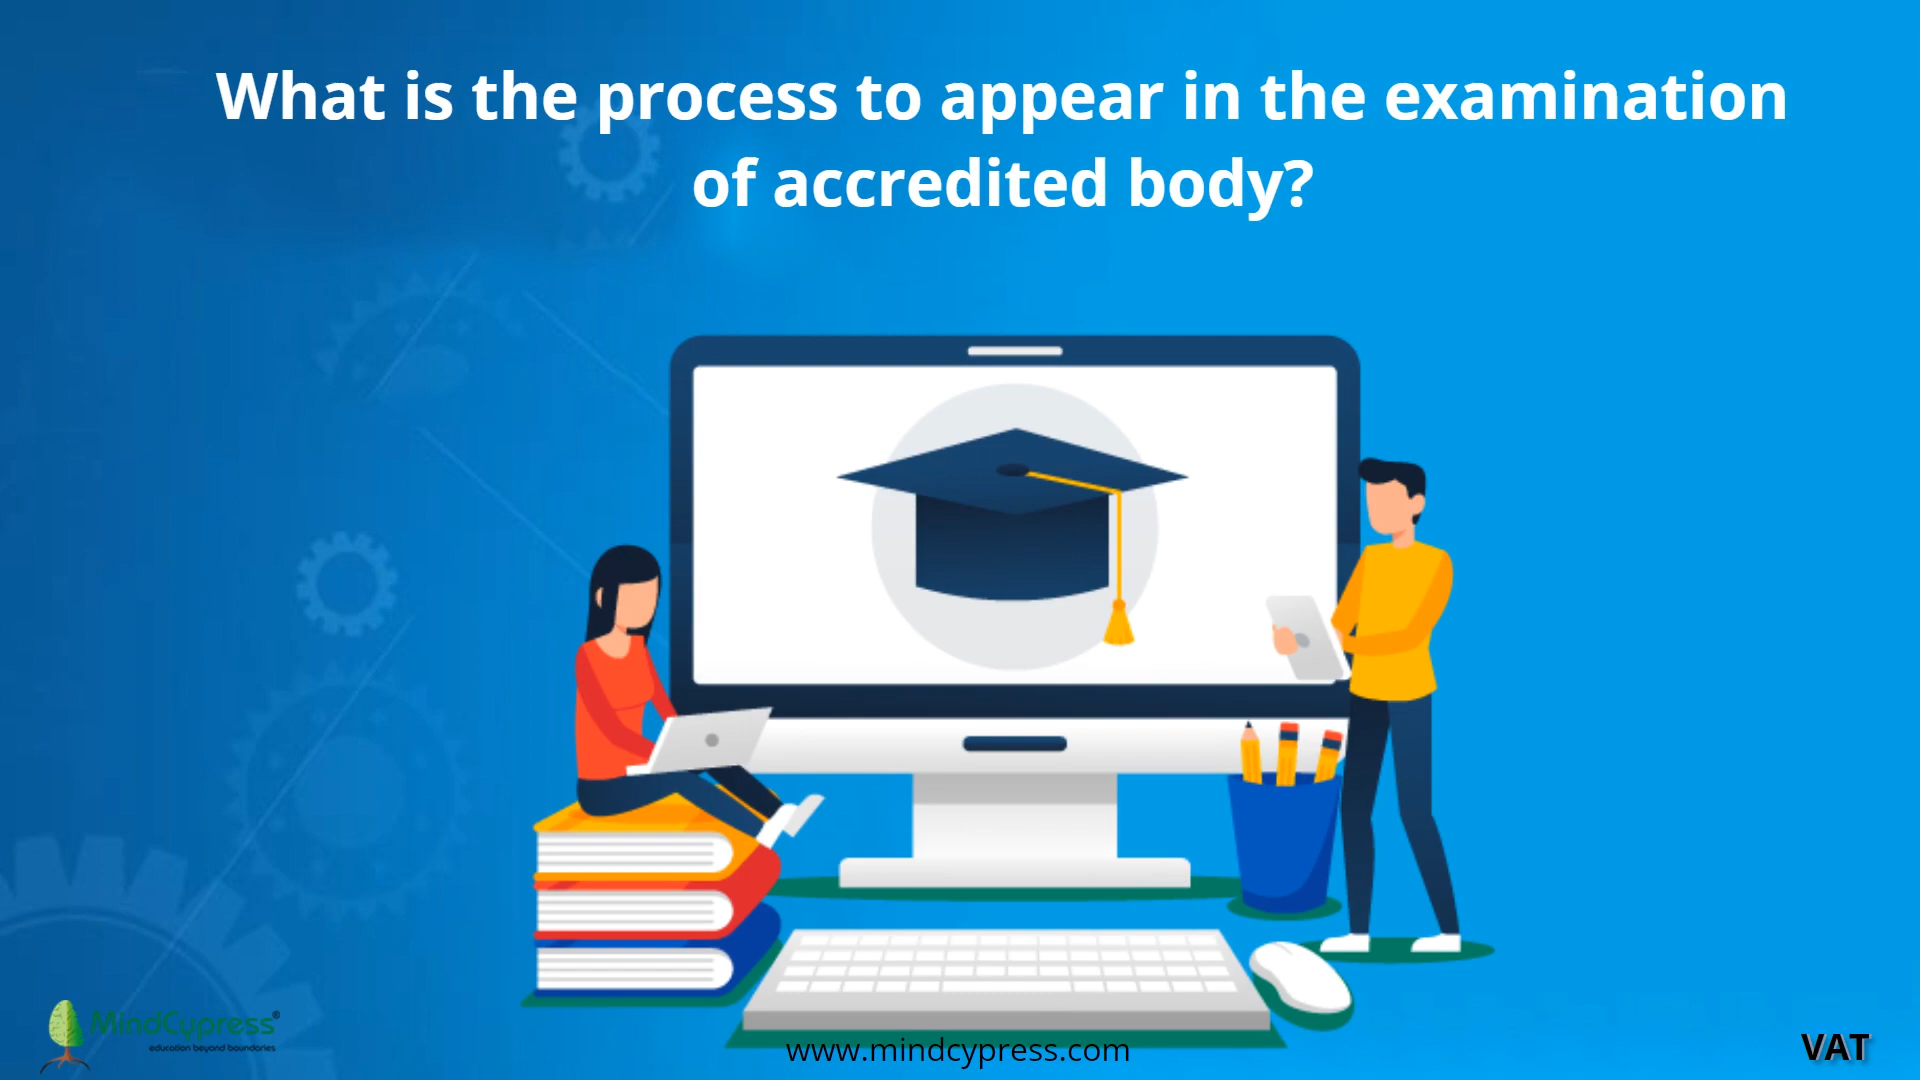 What is the process to appear in the examination
of accredited body?
MindCypress®
education beyond boundaries
www.mindcypress.com
VAT